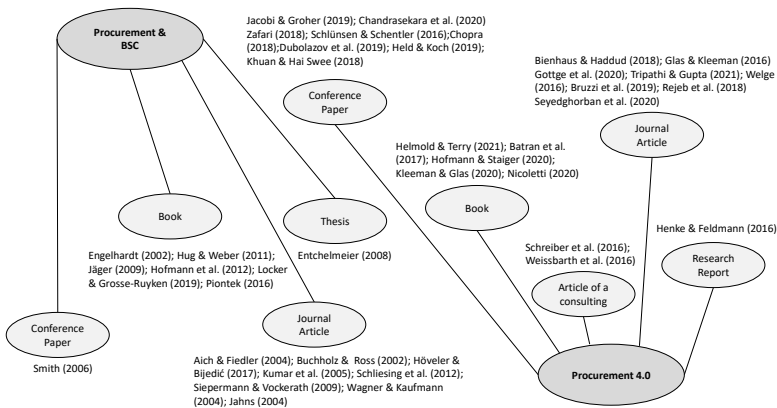 Procurement &
BSC
Jacobi & Groher (2019); Chandrasekara et al. (2020)
Zafari (2018); Schlünsen & Schentler (2016);Chopra
(2018);Dubolazov et al. (2019); Held & Koch (2019);
Khuan & Hai Swee (2018)
Conference
Paper
Bienhaus & Haddud (2018); Glas & Kleeman (2016)
Gottge et al. (2020); Tripathi & Gupta (2021); Welge
(2016); Bruzzi et al. (2019); Rejeb et al. (2018)
Seyedghorban et al. (2020)
Journal
Article
Helmold & Terry (2021); Batran et al.
(2017); Hofmann & Staiger (2020);
Kleeman & Glas (2020); Nicoletti (2020)
Book
Book
Engelhardt (2002); Hug & Weber (2011);
Jäger (2009); Hofmann et al. (2012); Locker
& Grosse-Ruyken (2019); Piontek (2016)
Thesis
Entchelmeier (2008)
Schreiber et al. (2016);
Weissbarth et al. (2016)
Article of a
consulting
Henke & Feldmann (2016)
Research
Report
Conference
Paper
Smith (2006)
Journal
Article
Aich & Fiedler (2004); Buchholz & Ross (2002); Höveler &
Bijedić (2017); Kumar et al. (2005); Schliesing et al. (2012);
Siepermann & Vockerath (2009); Wagner & Kaufmann
(2004); Jahns (2004)
Procurement 4.0